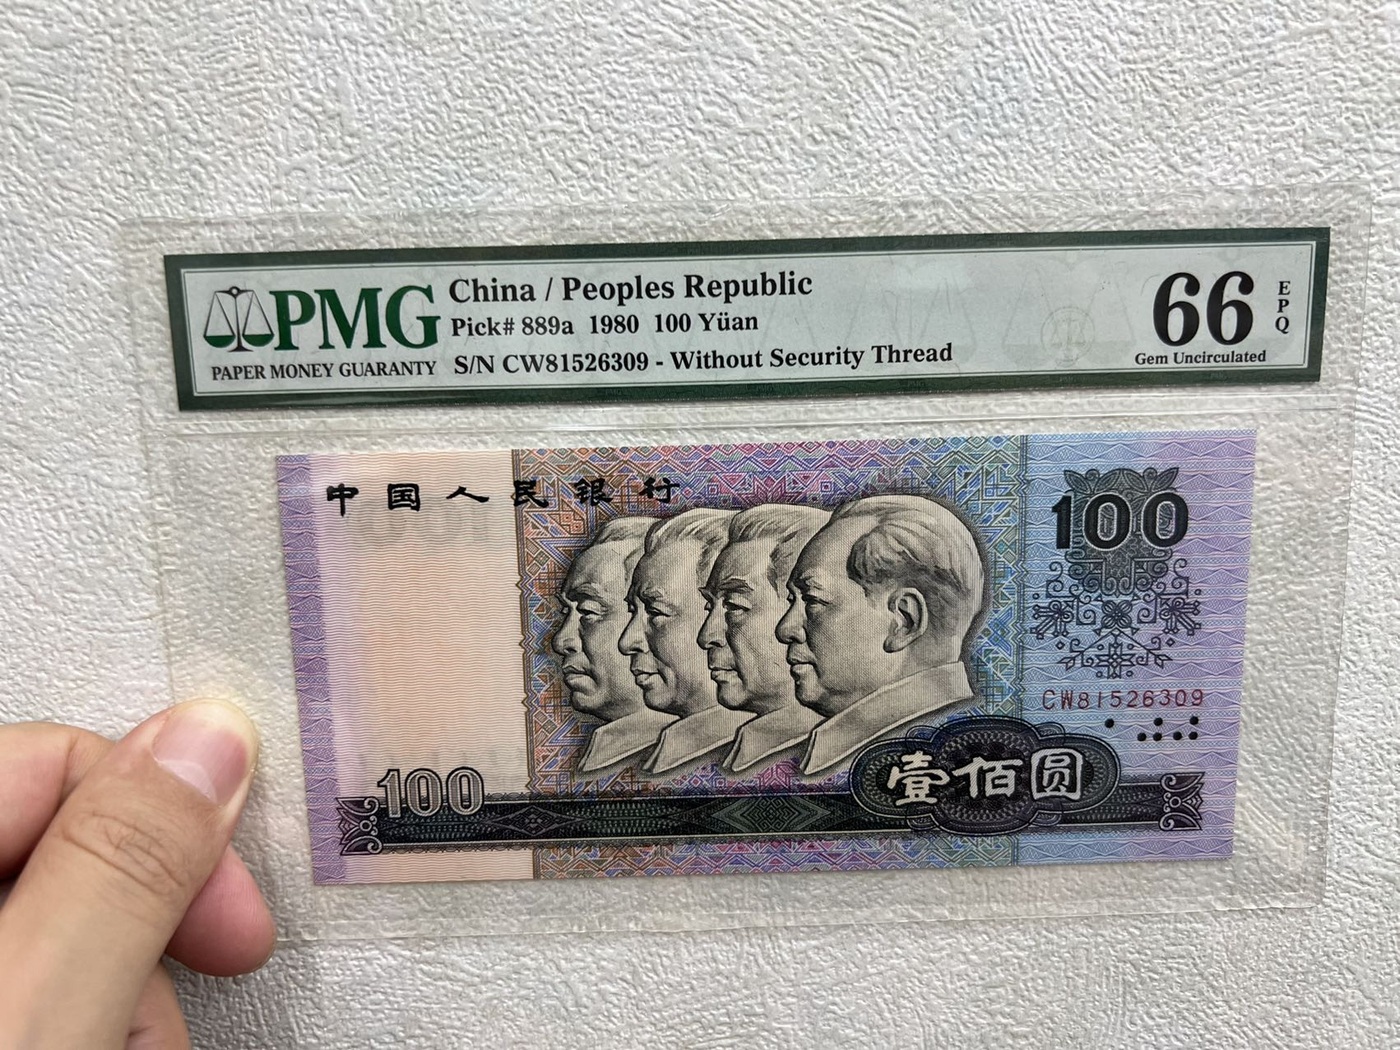 PMG
PAPER MONEY GUARANTY
China / Peoples Republic
Pick# 889a 1980 100 Yüan
S/N CW81526309 - Without Security Thread
66
EPQ
Gem Uncirculated
中国人民银行
100
CW81526309
100
壹佰圆